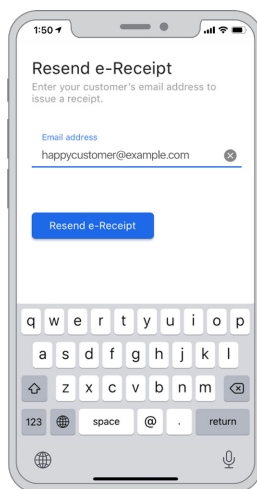 1:50
Resend e-Receipt
Enter your customer's email address to
issue a receipt.
Email address
happycustomer@example.com
Resend e-Receipt
q w e r t y u i o p
a s d f g h j k l
z x c v b n m
123 space @ . return